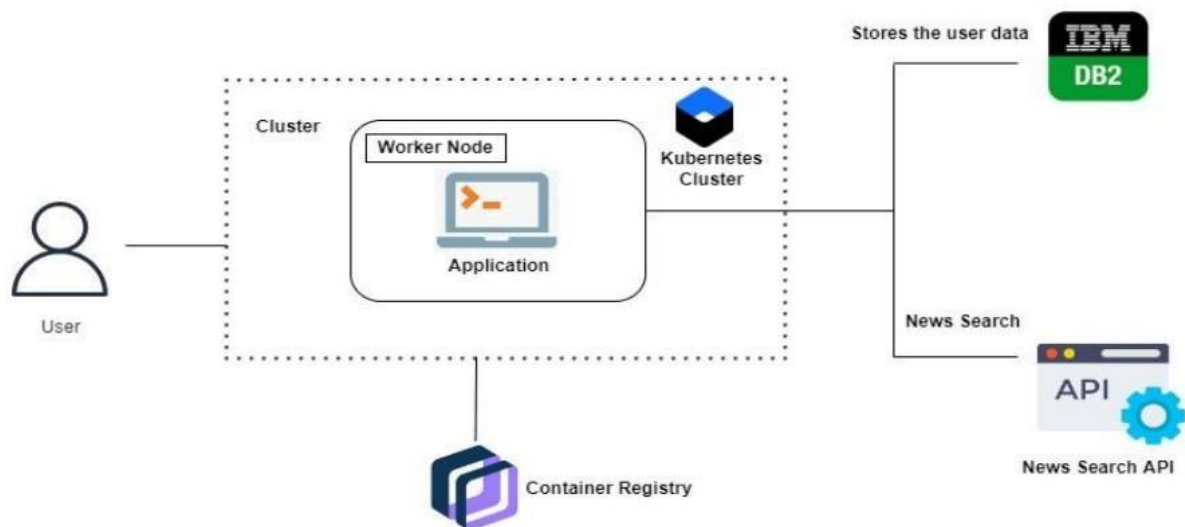 Stores the user data
IBM
DB2
Cluster
Worker Node
Kubernetes
Cluster
Application
User
News Search
API
News Search API
Container Registry